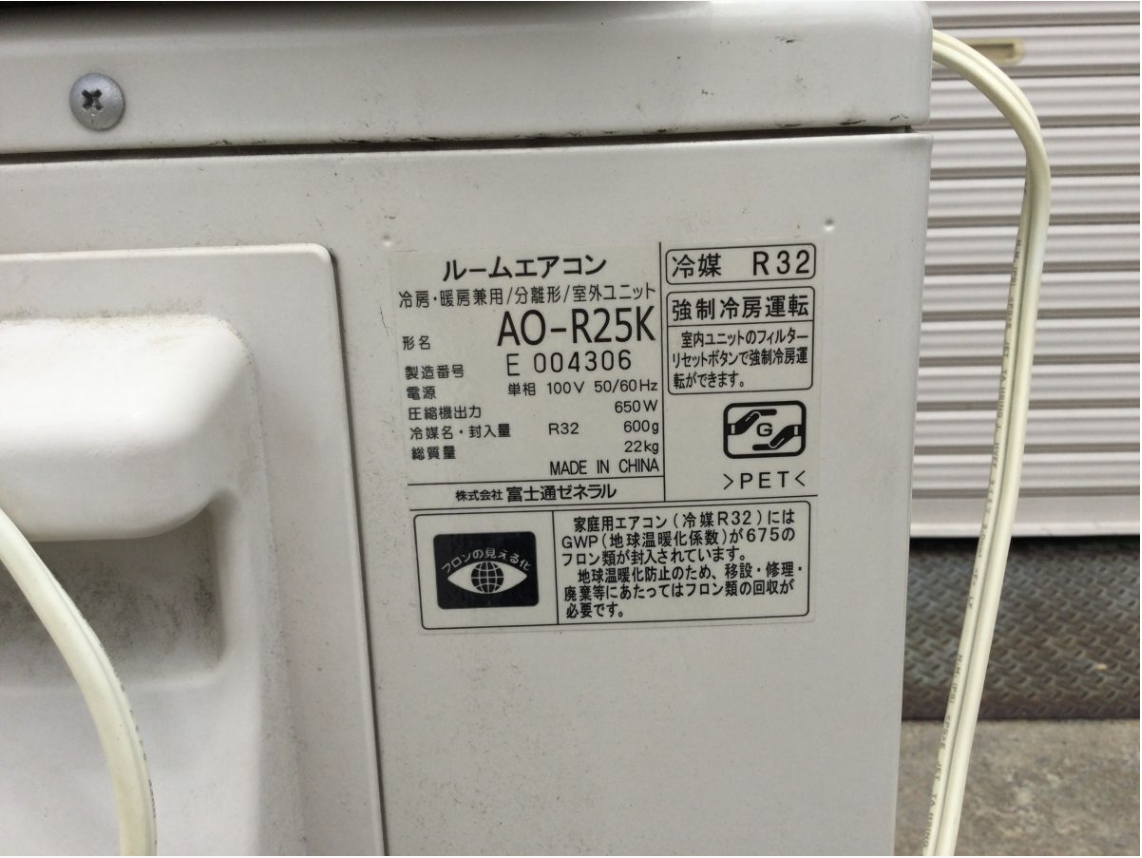 ルームエアコン
冷房・暖房兼用/分離形/室外ユニット
形名 AO-R25K
製造番号 E 004306
電源 単相 100V 50/60Hz
圧縮機出力 650W
冷媒名・封入量 R32 600g
総質量 22kg
MADE IN CHINA
株式会社 富士通ゼネラル
冷媒 R32
強制冷房運転
室内ユニットのフィルター
リセットボタンで強制冷房運
転ができます。
G
>PET<
フロンの見える化
家庭用エアコン(冷媒R32)には
GWP(地球温暖化係数)が675の
フロン類が封入されています。
地球温暖化防止のため、移設・修理・
廃棄等にあたってはフロン類の回収が
必要です。